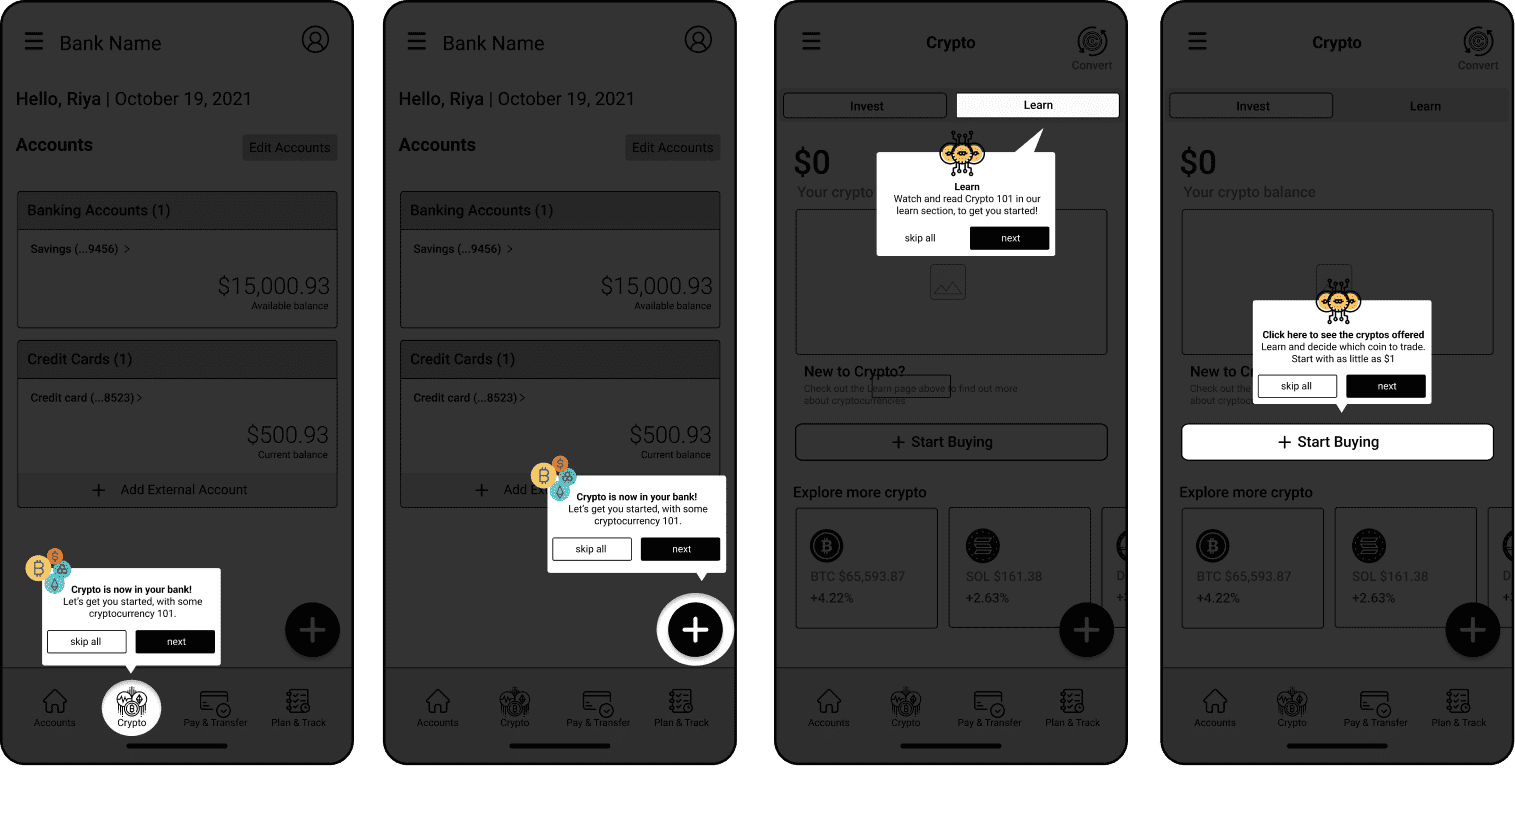 Bank Name
Hello, Riya | October 19, 2021
Accounts
Edit Accounts
Banking Accounts (1)
Savings (...9456) >
$15,000.93
Available balance
Credit Cards (1)
Credit card (...8523) >
$500.93
Current balance
+ Add External Account
Crypto is now in your bank!
Let's get you started, with some
cryptocurrency 101.
skip all
next
Accounts
Crypto
Pay & Transfer
Plan & Track
Bank Name
Hello, Riya | October 19, 2021
Accounts
Edit Accounts
Banking Accounts (1)
Savings (...9456) >
$15,000.93
Available balance
Credit Cards (1)
Credit card (...8523) >
$500.93
Current balance
+ Add
Crypto is now in your bank!
Let's get you started, with some
cryptocurrency 101.
skip all
next
Accounts
Crypto
Pay & Transfer
Plan & Track
Crypto
Convert
Invest
Learn
$0
Your crypto
Learn
Watch and read Crypto 101 in our
learn section, to get you started!
skip all
next
New to Crypto?
Check out the Learn page above to find out more
about cryptocurrencies
+ Start Buying
Explore more crypto
BTC $65,593.87
+4.22%
SOL $161.38
+2.63%
Accounts
Crypto
Pay & Transfer
Plan & Track
Crypto
Convert
Invest
Learn
$0
Your crypto balance
Click here to see the cryptos offered
Learn and decide which coin to trade.
Start with as little as $1
skip all
next
New to
Check out the
about
+ Start Buying
Explore more crypto
BTC $65,593.87
+4.22%
SOL $161.38
+2.63%
Accounts
Crypto
Pay & Transfer
Plan & Track